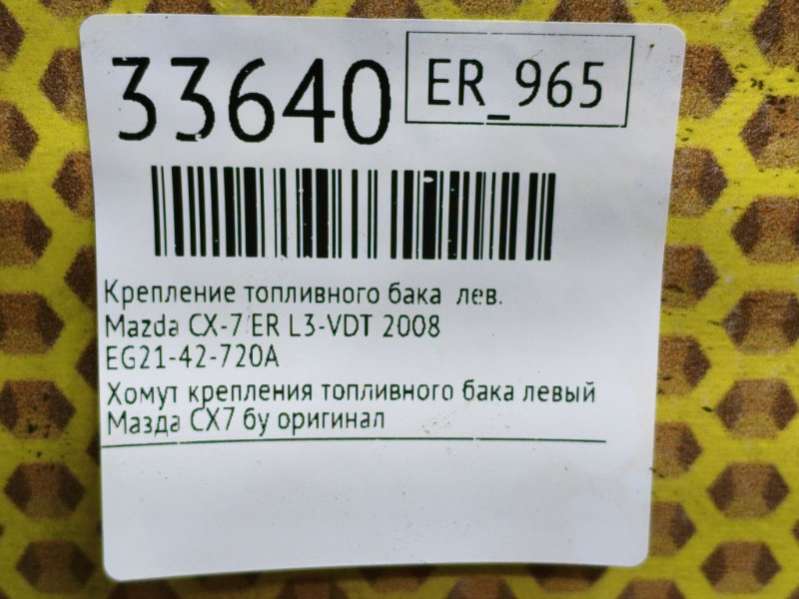 33640
ER_965
Крепление топливного бака лев.
Mazda CX-7 ER L3-VDT 2008
EG21-42-720A
Хомут крепления топливного бака левый
Мазда СХ7 бу оригинал